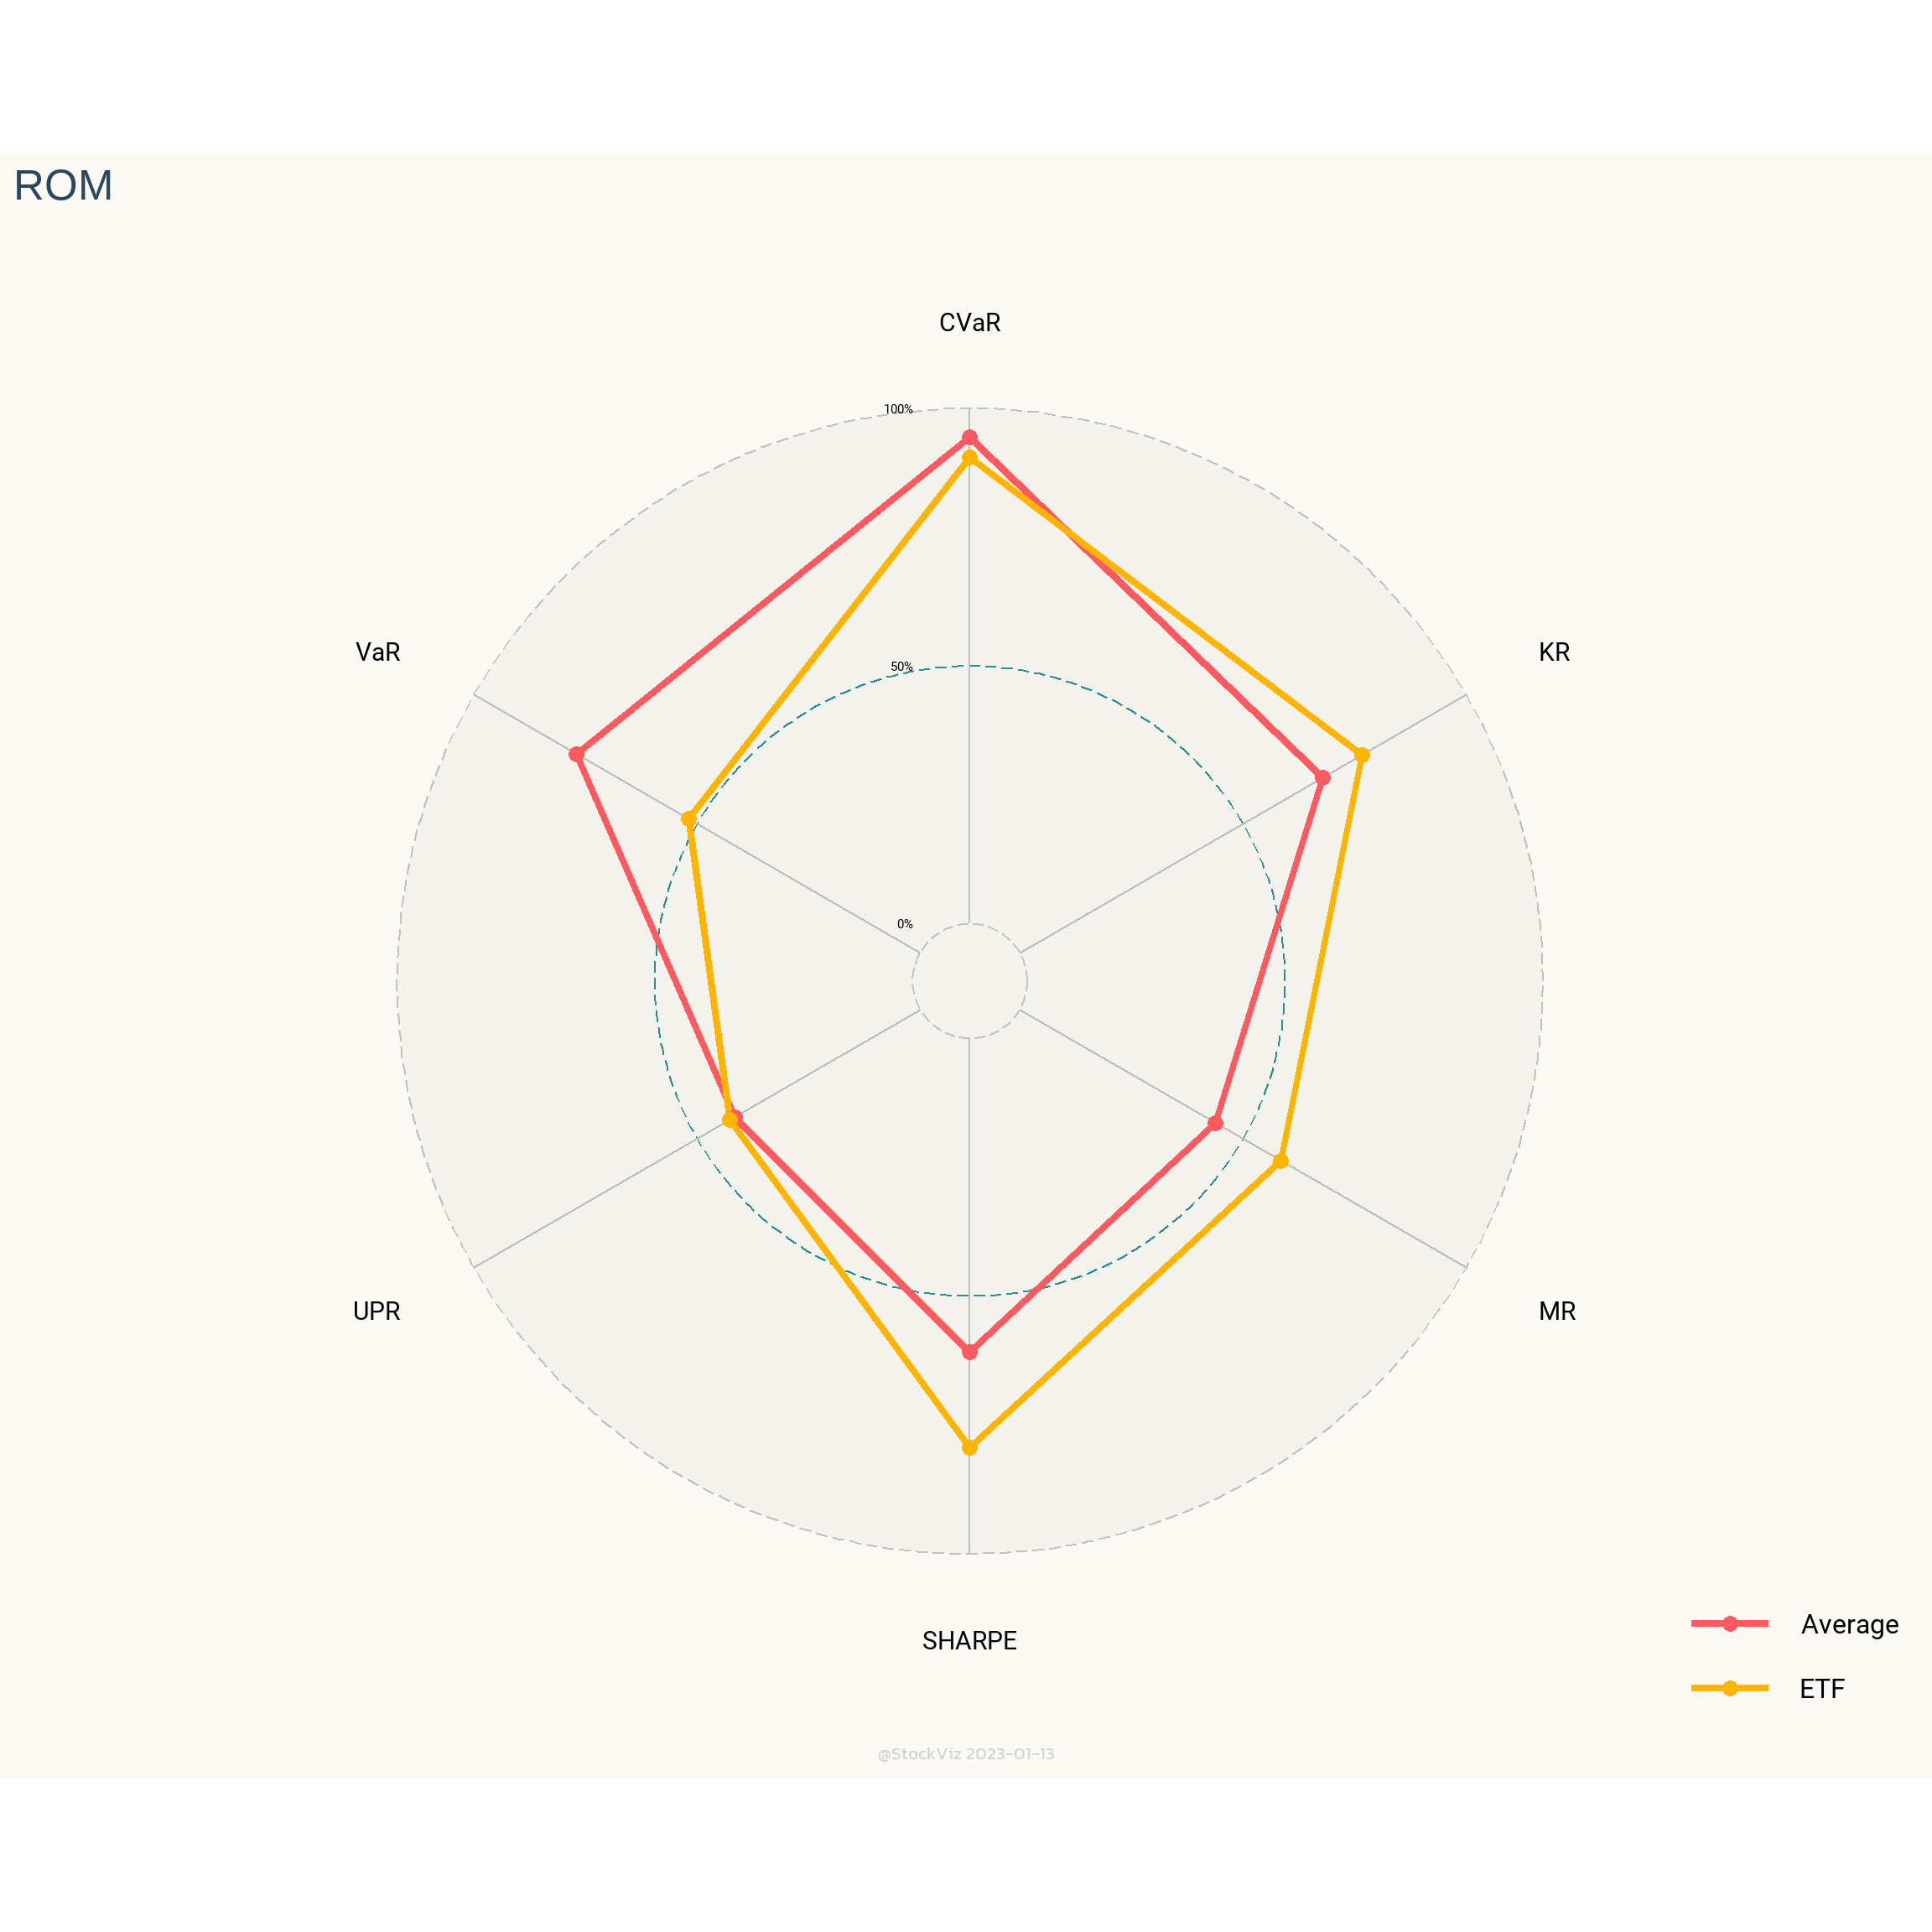 ROM
CVaR
100%
VaR
KR
50%
0%
UPR
MR
SHARPE
Average
ETF
@StockViz 2023-01-13